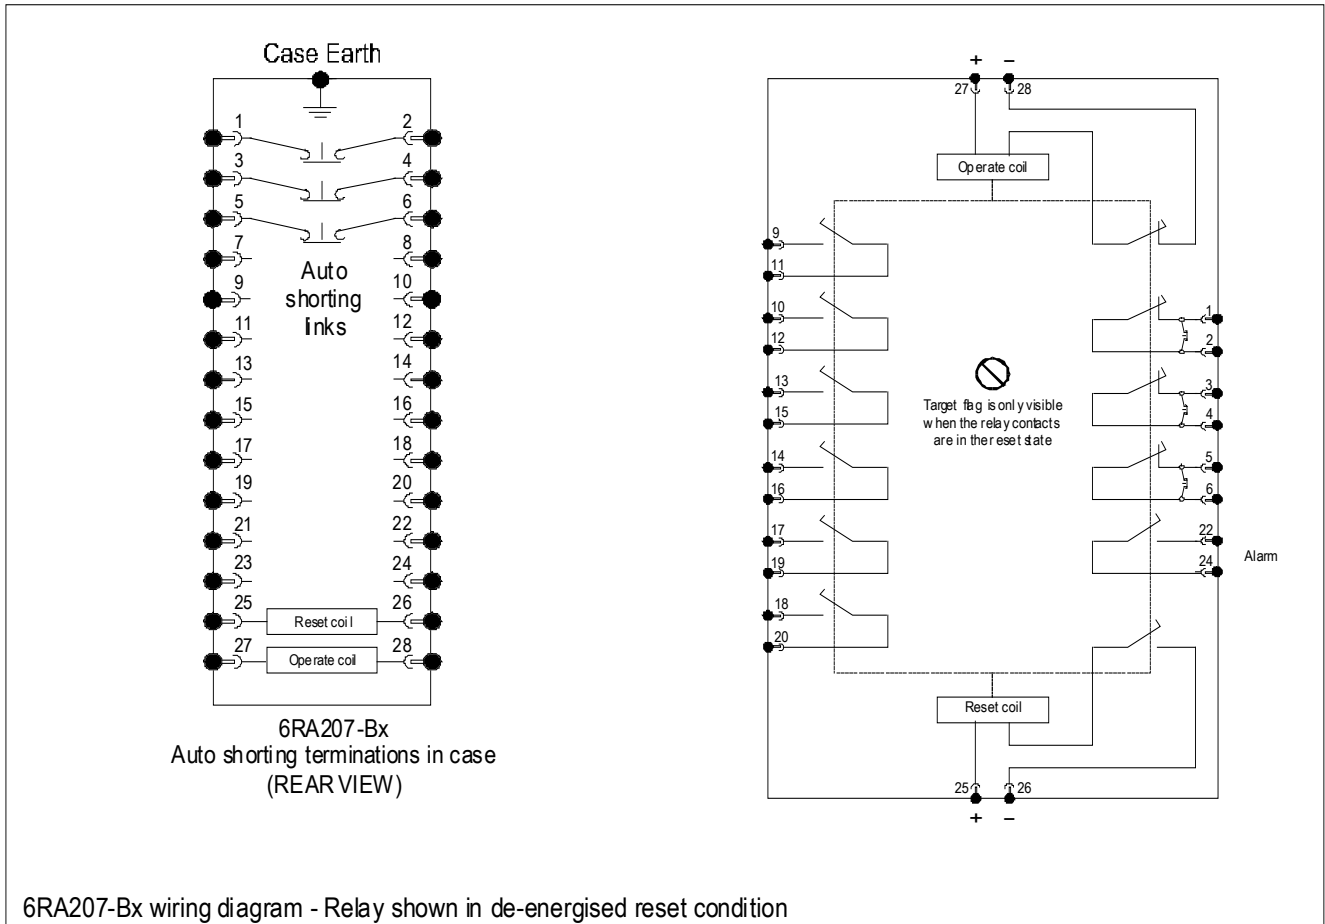 Case Earth
1 2
3 4
5 6
7 8
9 10
11 12
13 14
15 16
17 18
19 20
21 22
23 24
25 26
27 28
Auto
shorting
links
Reset coil
Operate coil
6RA207-Bx
Auto shorting terminations in case
(REAR VIEW)
+ –
27 28
Operate coil
9
11
10
12
13
15
14
16
17
19
18
20
Target flag is only visible
when the relay contacts
are in the reset state
1
2
3
4
5
6
22
24
Alarm
Reset coil
25 26
+ –
6RA207-Bx wiring diagram - Relay shown in de-energised reset condition